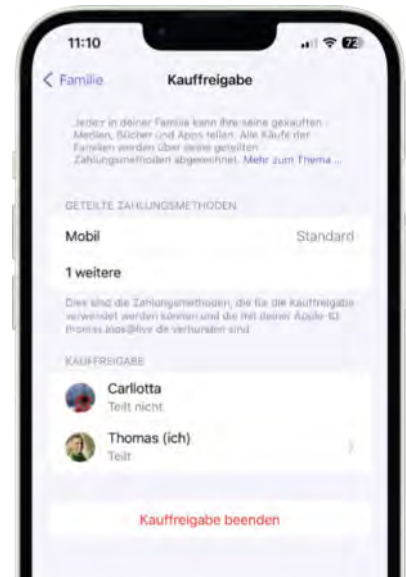 11:10
72
Familie
Kauffreigabe
Jede:r in deiner Familie kann ihre/seine gekauften
Medien, Bücher und Apps teilen. Alle Käufe der
Familien werden über deine geteilten
Zahlungsmethoden abgerechnet. Mehr zum Thema ...
GETEILTE ZAHLUNGSMETHODEN
Mobil Standard
1 weitere
Dies sind die Zahlungsmethoden, die für die Kauffreigabe
verwendet werden können und die mit deiner Apple-ID
verbunden sind.
KAUFFREIGABE
Carllotta
Teilt nicht.
Thomas (ich)
Teilt
Kauffreigabe beenden